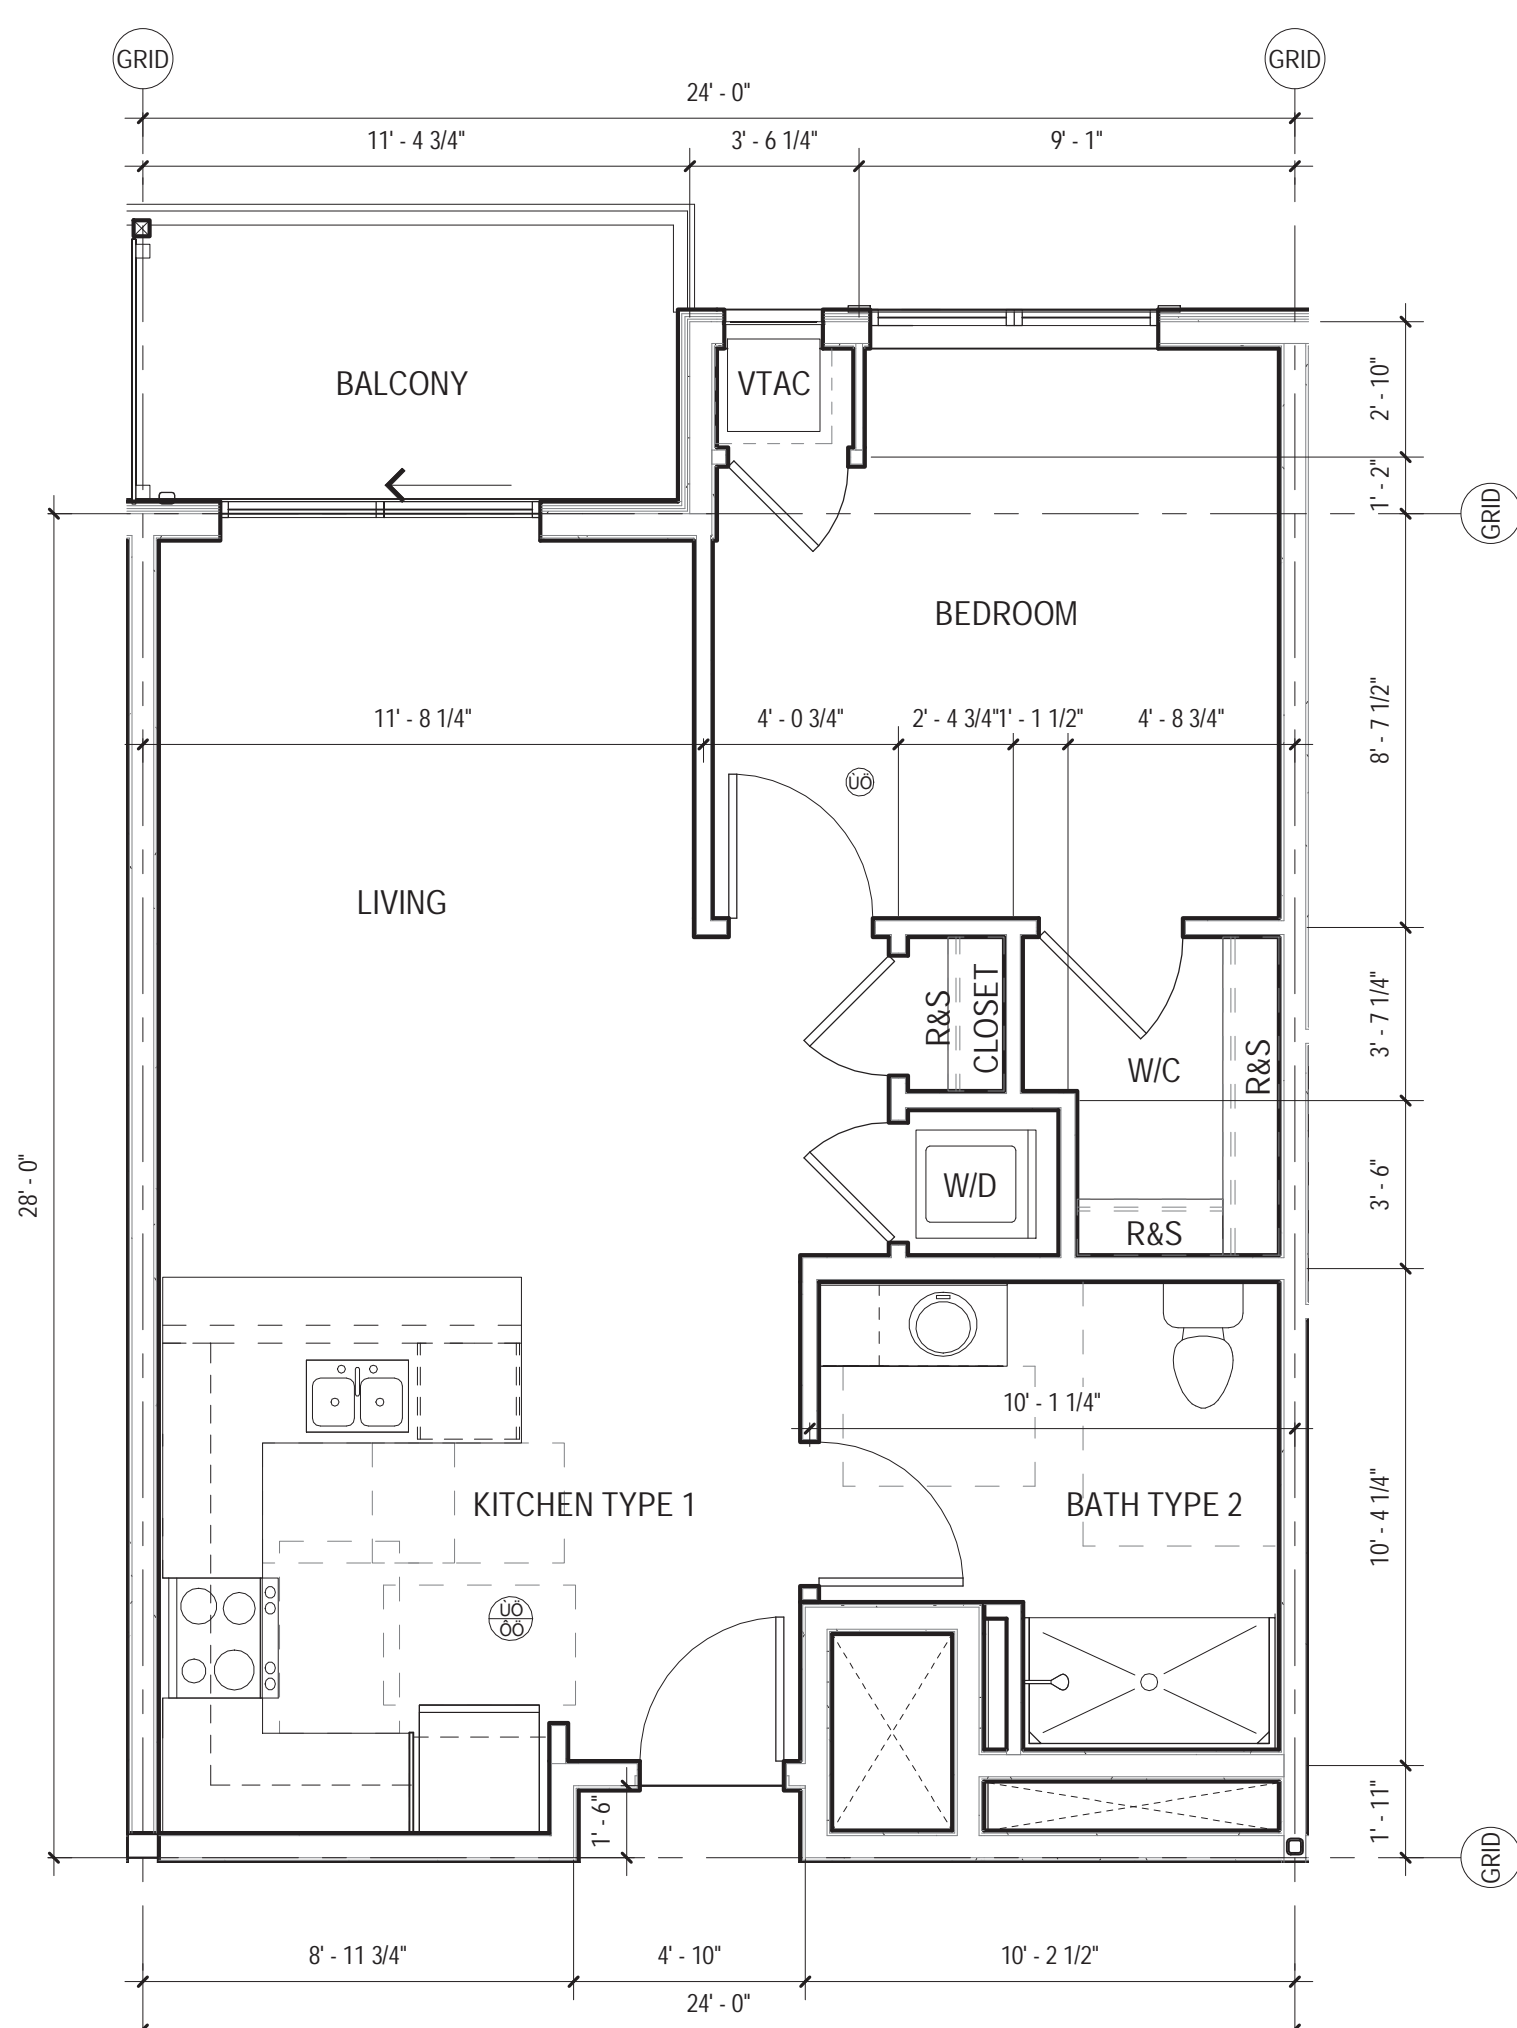 GRID
GRID
24' - 0"
11' - 4 3/4"
3' - 6 1/4"
9' - 1"
BALCONY
VTAC
2' - 10"
1' - 2"
GRID
BEDROOM
11' - 8 1/4"
4' - 0 3/4"
2' - 4 3/4"
1' - 1 1/2"
4' - 8 3/4"
8' - 7 1/2"
ÙÖ
LIVING
R&S
CLOSET
W/C
R&S
3' - 7 1/4"
28' - 0"
W/D
R&S
3' - 6"
10' - 1 1/4"
KITCHEN TYPE 1
BATH TYPE 2
10' - 4 1/4"
ÙÖ
ÔÖ
1' - 6"
1' - 11"
GRID
8' - 11 3/4"
4' - 10"
10' - 2 1/2"
24' - 0"